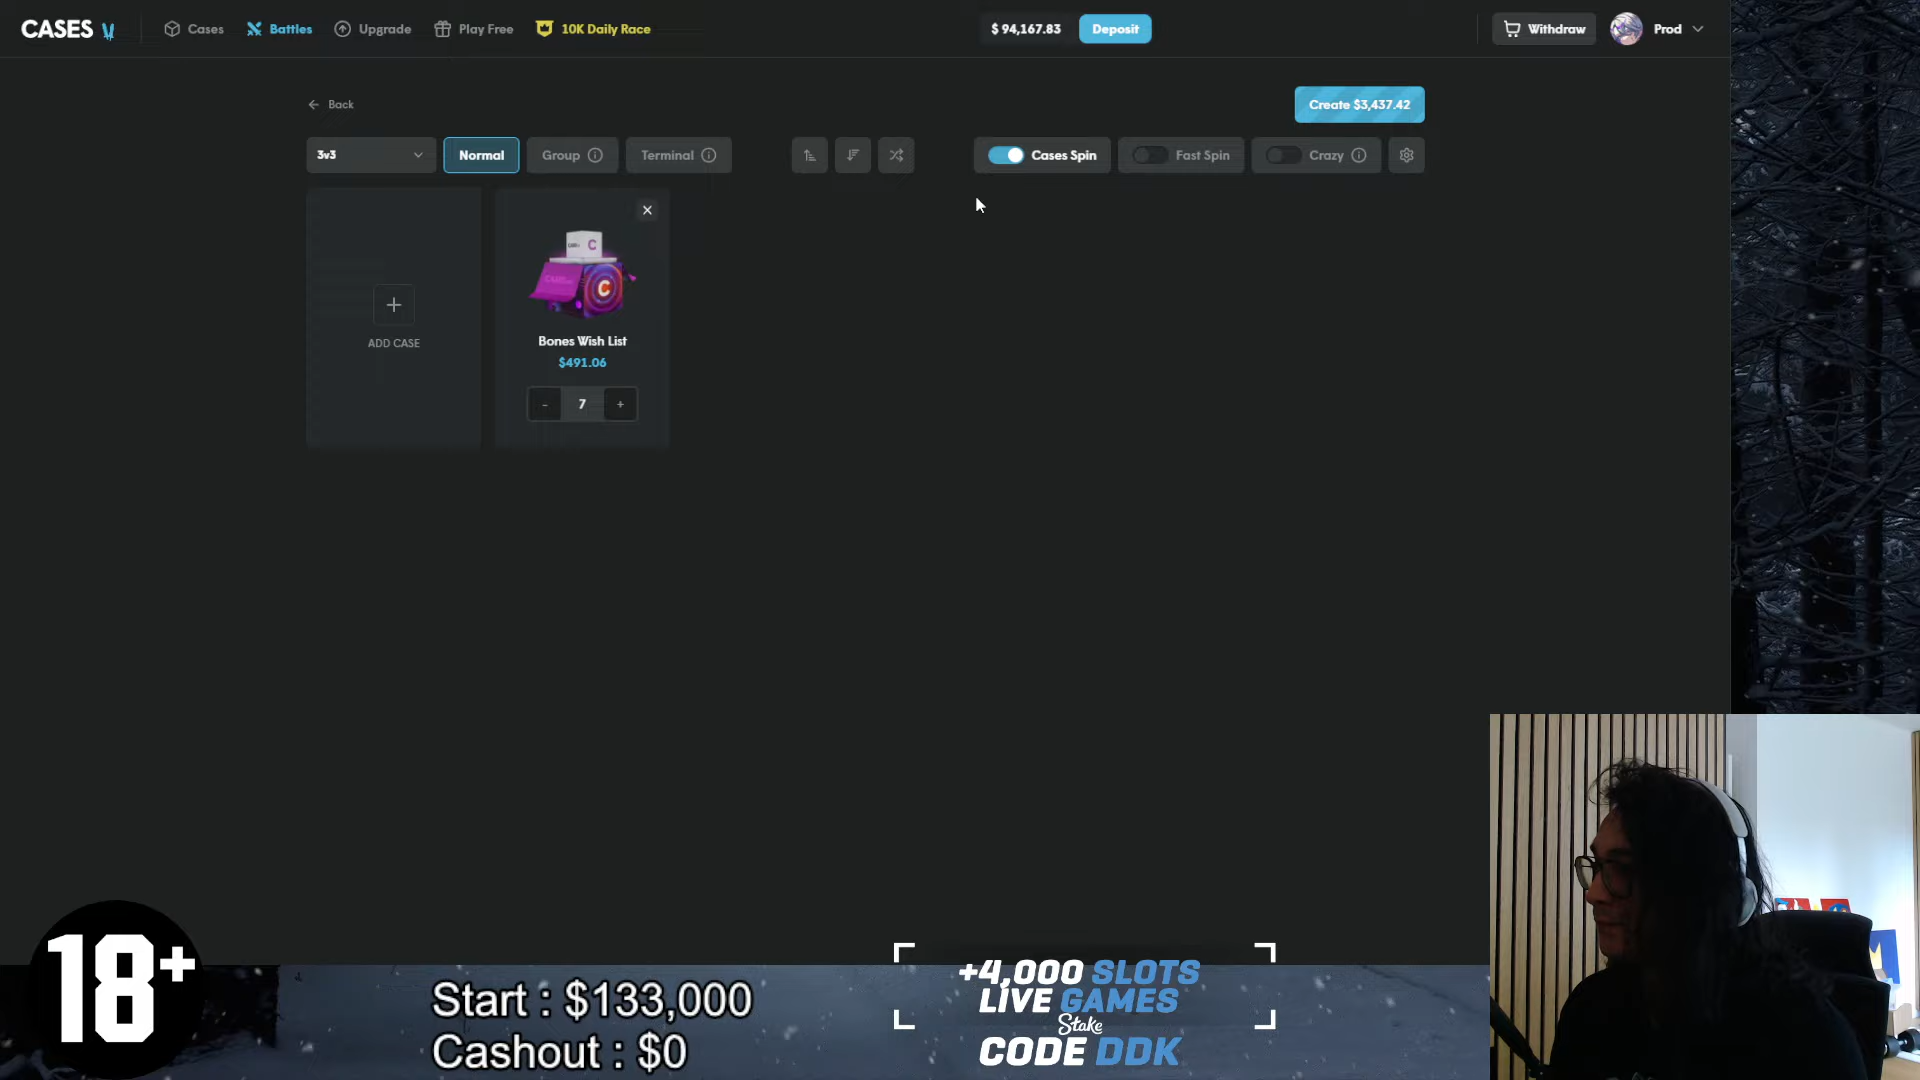 CASES
Cases
Battles
Upgrade
Play Free
10K Daily Race
$ 94,167.83
Deposit
Withdraw
Prod
Back
Create $3,437.42
3v3
Normal
Group
Terminal
Cases Spin
Fast Spin
Crazy
ADD CASE
Bones Wish List
$491.06
-
7
+
18+
Start : $133,000
Cashout : $0
+4,000 SLOTS
LIVE GAMES
Stake
CODE DDK